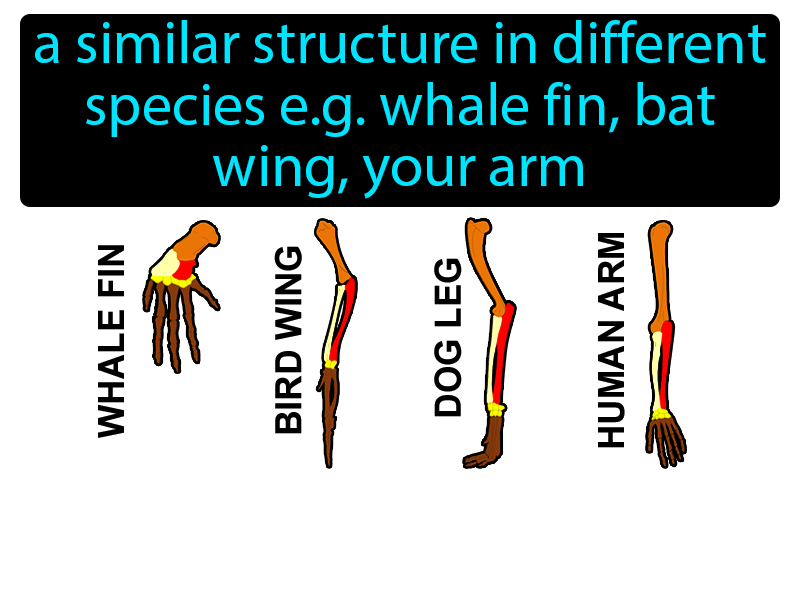 a similar structure in different
species e.g. whale fin, bat
wing, your arm
WHALE FIN
BIRD WING
DOG LEG
HUMAN ARM